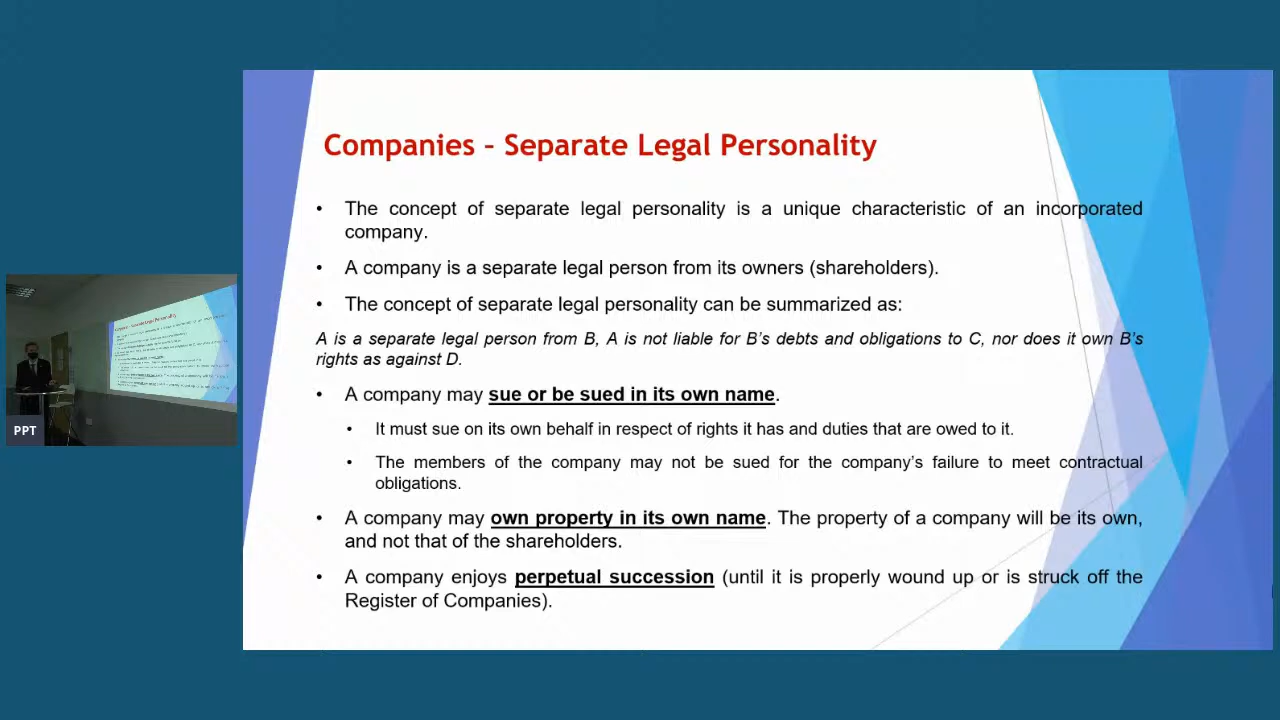 Companies - Separate Legal Personality
• The concept of separate legal personality is a unique characteristic of an incorporated
company.
• A company is a separate legal person from its owners (shareholders).
• The concept of separate legal personality can be summarized as:
A is a separate legal person from B, A is not liable for B’s debts and obligations to C, nor does it own B’s
rights as against D.
• A company may sue or be sued in its own name.
• It must sue on its own behalf in respect of rights it has and duties that are owed to it.
• The members of the company may not be sued for the company’s failure to meet contractual
obligations.
• A company may own property in its own name. The property of a company will be its own,
and not that of the shareholders.
• A company enjoys perpetual succession (until it is properly wound up or is struck off the
Register of Companies).
PPT